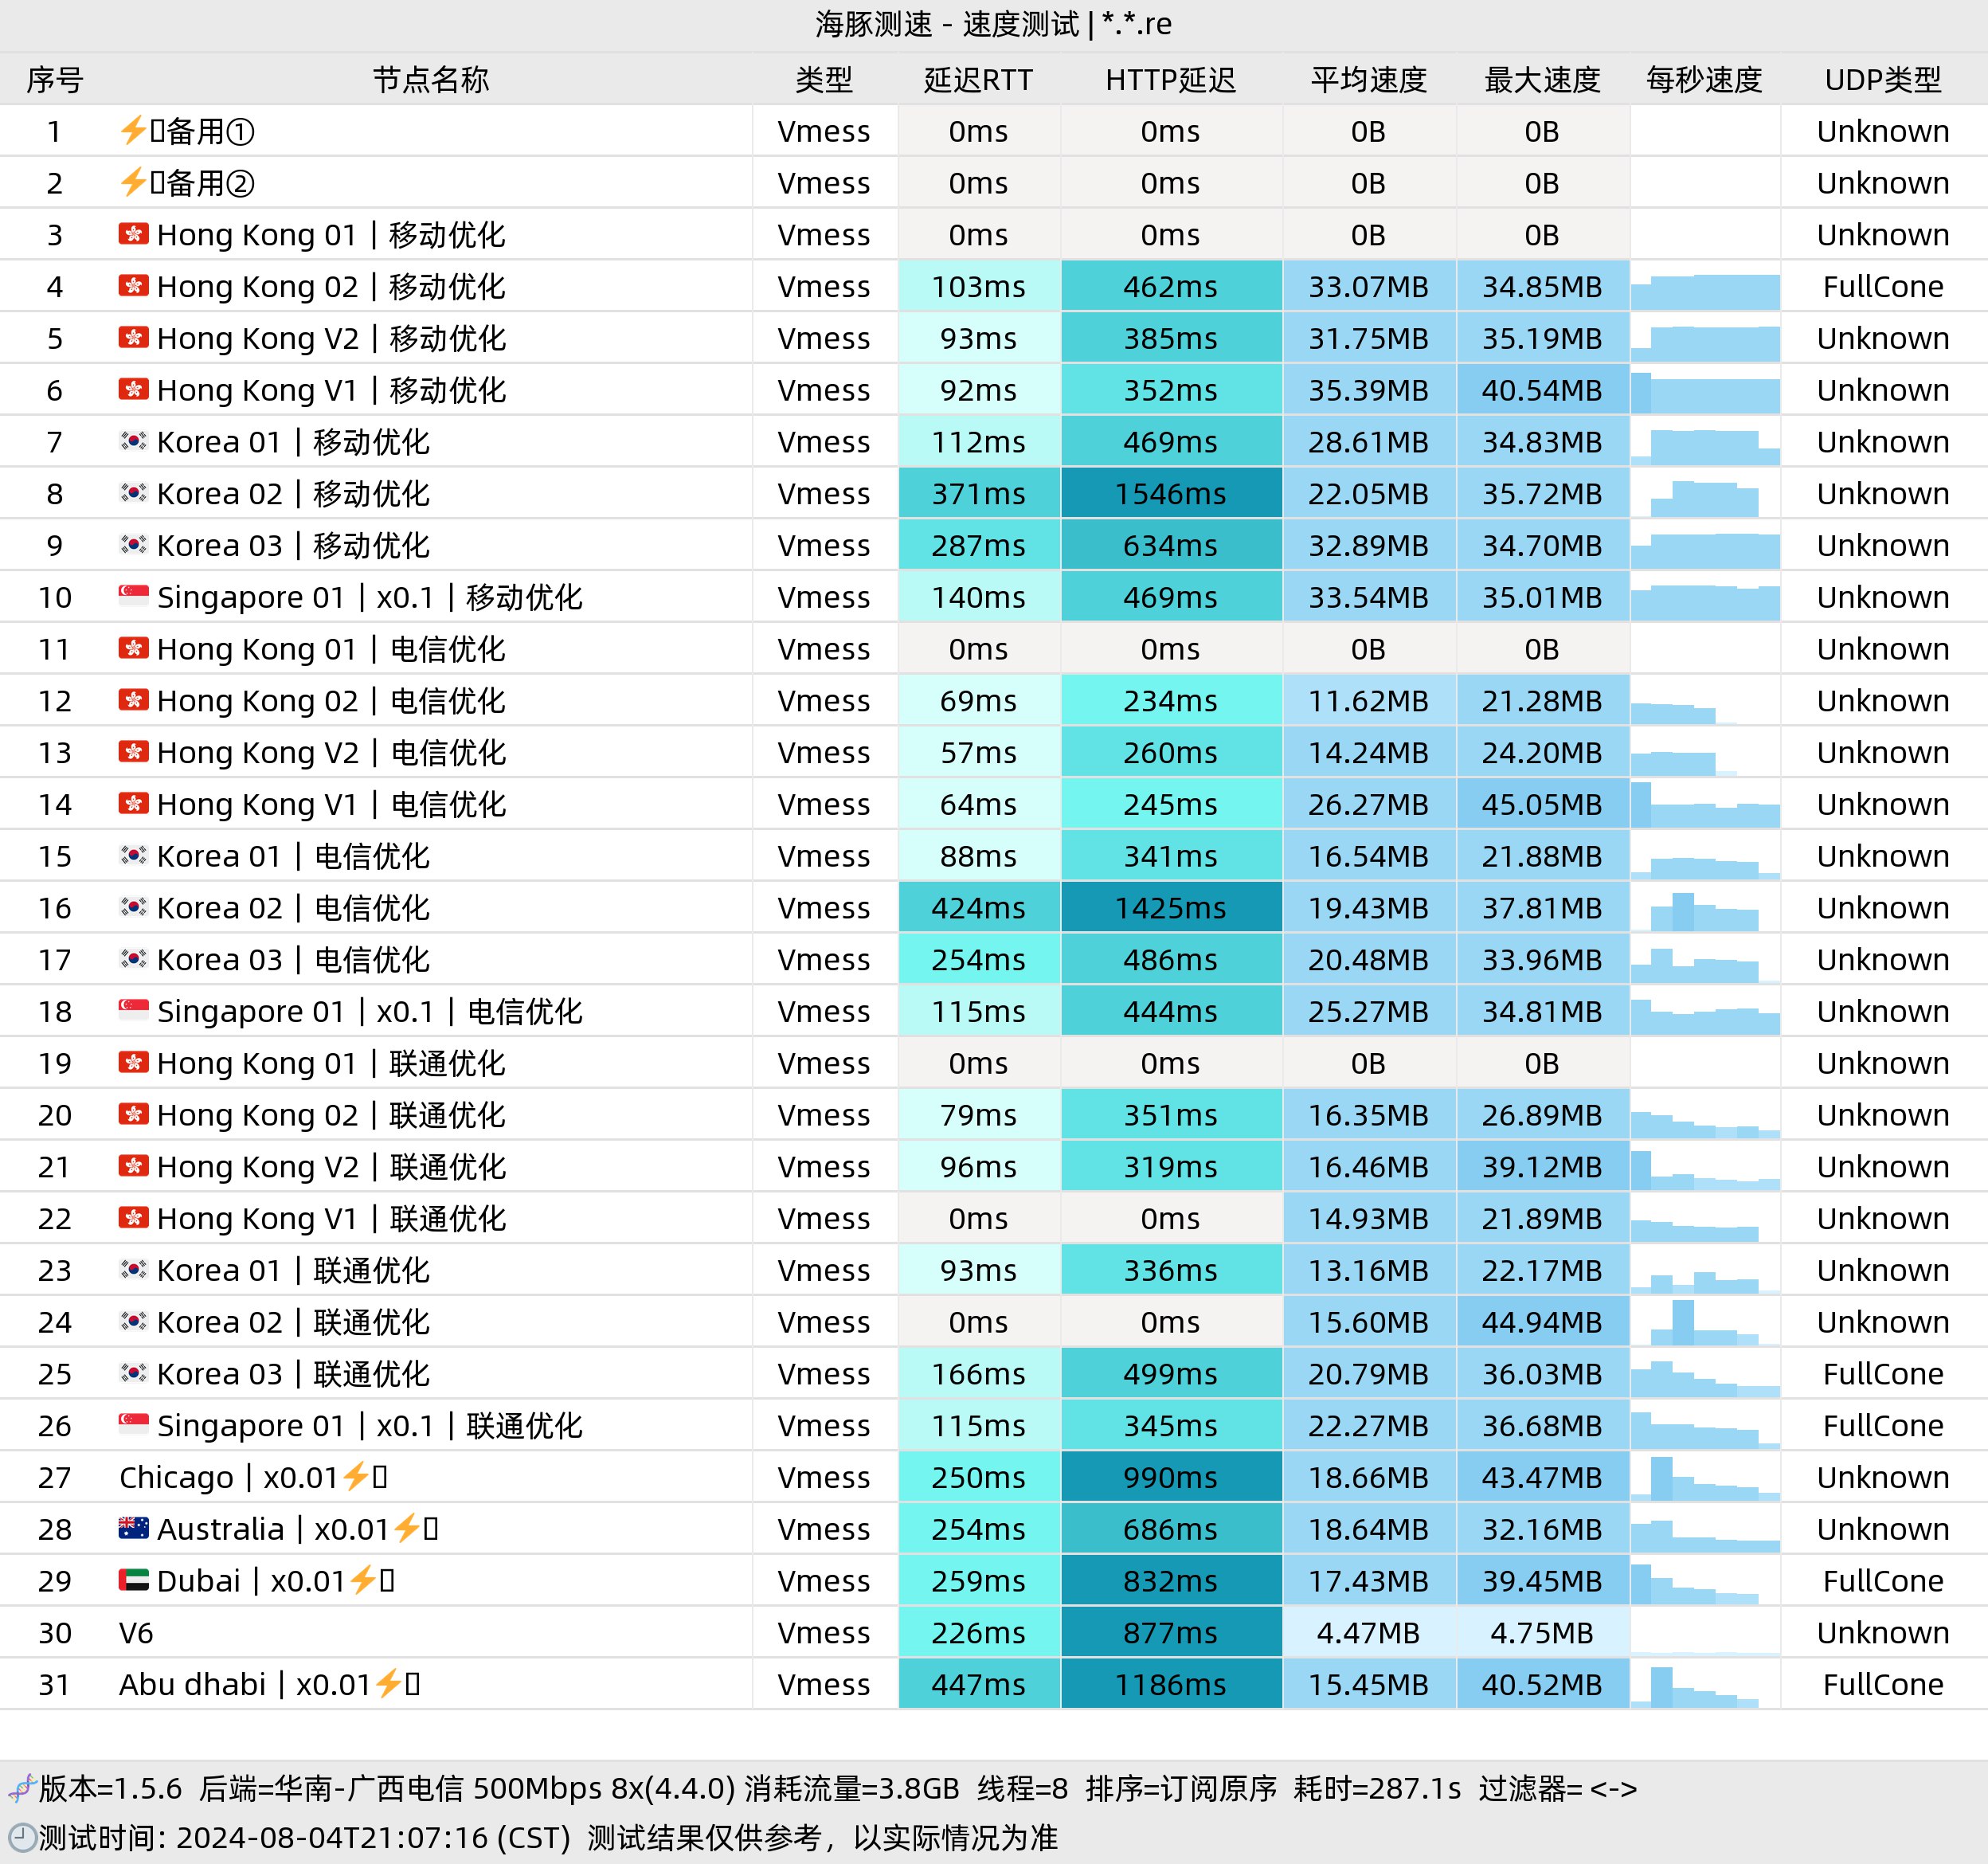 海豚测速 - 速度测试 | *.*.re
序号 节点名称 类型 延迟RTT HTTP延迟 平均速度 最大速度 每秒速度 UDP类型
1 ⚡备用① Vmess 0ms 0ms 0B 0B Unknown
2 ⚡备用② Vmess 0ms 0ms 0B 0B Unknown
3 🇭🇰 Hong Kong 01 | 移动优化 Vmess 0ms 0ms 0B 0B Unknown
4 🇭🇰 Hong Kong 02 | 移动优化 Vmess 103ms 462ms 33.07MB 34.85MB FullCone
5 🇭🇰 Hong Kong V2 | 移动优化 Vmess 93ms 385ms 31.75MB 35.19MB Unknown
6 🇭🇰 Hong Kong V1 | 移动优化 Vmess 92ms 352ms 35.39MB 40.54MB Unknown
7 🇰🇷 Korea 01 | 移动优化 Vmess 112ms 469ms 28.61MB 34.83MB Unknown
8 🇰🇷 Korea 02 | 移动优化 Vmess 371ms 1546ms 22.05MB 35.72MB Unknown
9 🇰🇷 Korea 03 | 移动优化 Vmess 287ms 634ms 32.89MB 34.70MB Unknown
10 🇸🇬 Singapore 01 | x0.1 | 移动优化 Vmess 140ms 469ms 33.54MB 35.01MB Unknown
11 🇭🇰 Hong Kong 01 | 电信优化 Vmess 0ms 0ms 0B 0B Unknown
12 🇭🇰 Hong Kong 02 | 电信优化 Vmess 69ms 234ms 11.62MB 21.28MB Unknown
13 🇭🇰 Hong Kong V2 | 电信优化 Vmess 57ms 260ms 14.24MB 24.20MB Unknown
14 🇭🇰 Hong Kong V1 | 电信优化 Vmess 64ms 245ms 26.27MB 45.05MB Unknown
15 🇰🇷 Korea 01 | 电信优化 Vmess 88ms 341ms 16.54MB 21.88MB Unknown
16 🇰🇷 Korea 02 | 电信优化 Vmess 424ms 1425ms 19.43MB 37.81MB Unknown
17 🇰🇷 Korea 03 | 电信优化 Vmess 254ms 486ms 20.48MB 33.96MB Unknown
18 🇸🇬 Singapore 01 | x0.1 | 电信优化 Vmess 115ms 444ms 25.27MB 34.81MB Unknown
19 🇭🇰 Hong Kong 01 | 联通优化 Vmess 0ms 0ms 0B 0B Unknown
20 🇭🇰 Hong Kong 02 | 联通优化 Vmess 79ms 351ms 16.35MB 26.89MB Unknown
21 🇭🇰 Hong Kong V2 | 联通优化 Vmess 96ms 319ms 16.46MB 39.12MB Unknown
22 🇭🇰 Hong Kong V1 | 联通优化 Vmess 0ms 0ms 14.93MB 21.89MB Unknown
23 🇰🇷 Korea 01 | 联通优化 Vmess 93ms 336ms 13.16MB 22.17MB Unknown
24 🇰🇷 Korea 02 | 联通优化 Vmess 0ms 0ms 15.60MB 44.94MB Unknown
25 🇰🇷 Korea 03 | 联通优化 Vmess 166ms 499ms 20.79MB 36.03MB FullCone
26 🇸🇬 Singapore 01 | x0.1 | 联通优化 Vmess 115ms 345ms 22.27MB 36.68MB FullCone
27 Chicago | x0.01⚡ Vmess 250ms 990ms 18.66MB 43.47MB Unknown
28 🇦🇺 Australia | x0.01⚡ Vmess 254ms 686ms 18.64MB 32.16MB Unknown
29 🇦🇪 Dubai | x0.01⚡ Vmess 259ms 832ms 17.43MB 39.45MB FullCone
30 V6 Vmess 226ms 877ms 4.47MB 4.75MB Unknown
31 Abu dhabi | x0.01⚡ Vmess 447ms 1186ms 15.45MB 40.52MB FullCone
🧬版本=1.5.6 后端=华南-广西电信 500Mbps 8x(4.4.0) 消耗流量=3.8GB 线程=8 排序=订阅原序 耗时=287.1s 过滤器= <->
🕘测试时间: 2024-08-04T21:07:16 (CST) 测试结果仅供参考，以实际情况为准